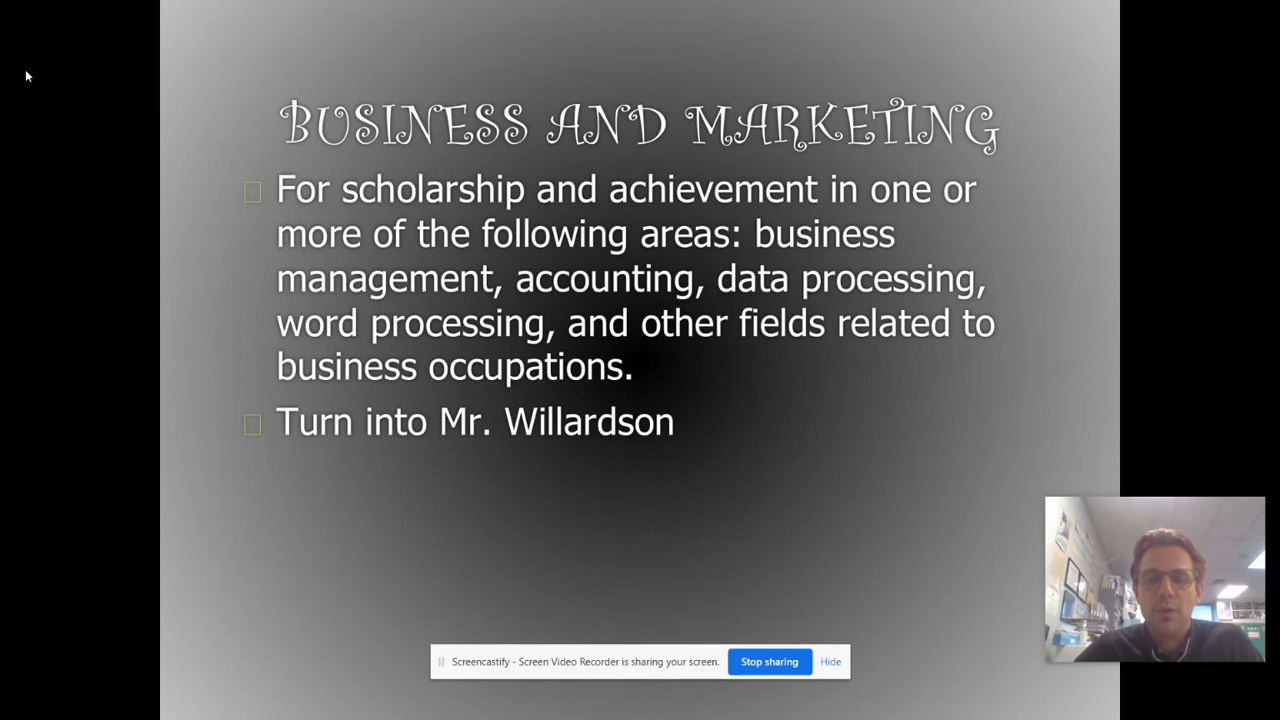 BUSINESS AND MARKETING
For scholarship and achievement in one or
more of the following areas: business
management, accounting, data processing,
word processing, and other fields related to
business occupations.
Turn into Mr. Willardson
Screencastify - Screen Video Recorder is sharing your screen. Stop sharing Hide